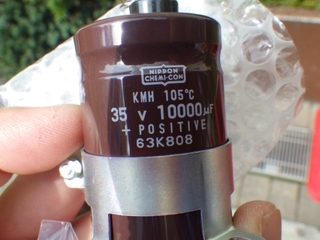 NIPPON
CHEMI-CON
KMH 105°C
35 V 10000μF
+ POSITIVE
63K808